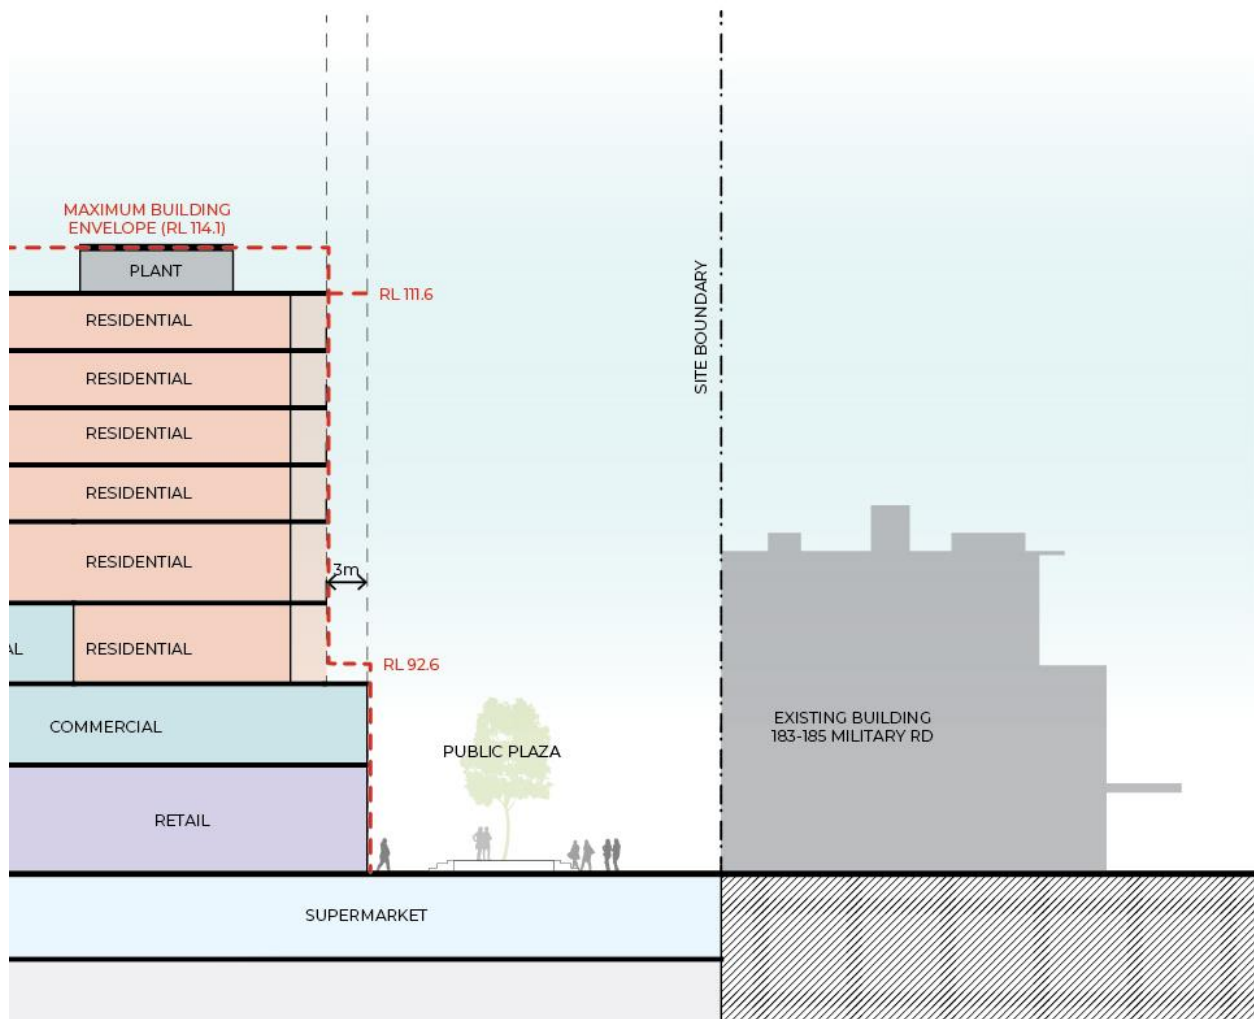 MAXIMUM BUILDING
ENVELOPE (RL 114.1)
PLANT
RL 111.6
SITE BOUNDARY
RESIDENTIAL
RESIDENTIAL
RESIDENTIAL
RESIDENTIAL
RESIDENTIAL
3m
AL
RESIDENTIAL
RL 92.6
COMMERCIAL
PUBLIC PLAZA
EXISTING BUILDING
183-185 MILITARY RD
RETAIL
SUPERMARKET